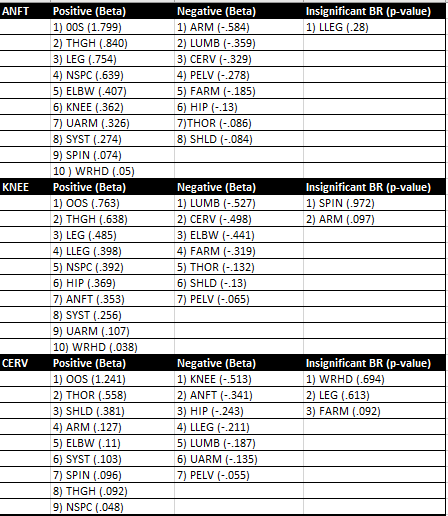 ANFT Positive (Beta) Negative (Beta) Insignificant BR (p-value)
1) 00S (1.799) 1) ARM (-.584) 1) LLEG (.28)
2) THGH (.840) 2) LUMB (-.359)
3) LEG (.754) 3) CERV (-.329)
4) NSPC (.639) 4) PELV (-.278)
5) ELBW (.407) 5) FARM (-.185)
6) KNEE (.362) 6) HIP (-.13)
7) UARM (.326) 7)THOR (-.086)
8) SYST (.274) 8) SHLD (-.084)
9) SPIN (.074)
10 ) WRHD (.05)
KNEE Positive (Beta) Negative (Beta) Insignificant BR (p-value)
1) OOS (.763) 1) LUMB (-.527) 1) SPIN (.972)
2) THGH (.638) 2) CERV (-.498) 2) ARM (.097)
3) LEG (.485) 3) ELBW (-.441)
4) LLEG (.398) 4) FARM (-.319)
5) NSPC (.392) 5) THOR (-.132)
6) HIP (.369) 6) SHLD (-.13)
7) ANFT (.353) 7) PELV (-.065)
8) SYST (.256)
9) UARM (.107)
10) WRHD (.038)
CERV Positive (Beta) Negative (Beta) Insignificant BR (p-value)
1) OOS (1.241) 1) KNEE (-.513) 1) WRHD (.694)
2) THOR (.558) 2) ANFT (-.341) 2) LEG (.613)
3) SHLD (.381) 3) HIP (-.243) 3) FARM (.092)
4) ARM (.127) 4) LLEG (-.211)
5) ELBW (.11) 5) LUMB (-.187)
6) SYST (.103) 6) UARM (-.135)
7) SPIN (.096) 7) PELV (-.055)
8) THGH (.092)
9) NSPC (.048)